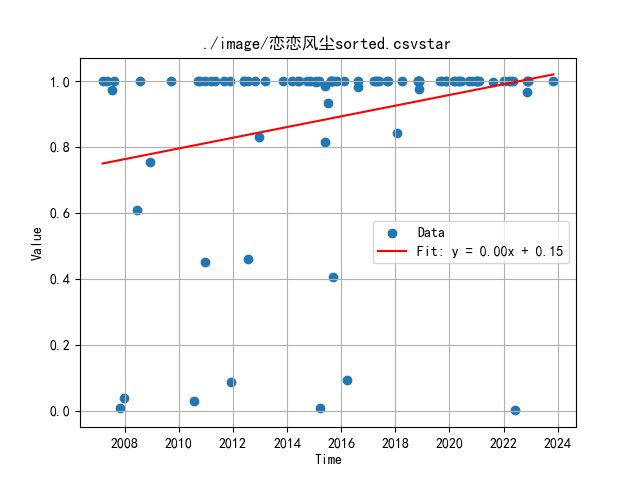 ./image/恋恋风尘sorted.csvstar
1.0
0.8
0.6
0.4
0.2
0.0
Value
Data
Fit: y = 0.00x + 0.15
2008 2010 2012 2014 2016 2018 2020 2022 2024
Time